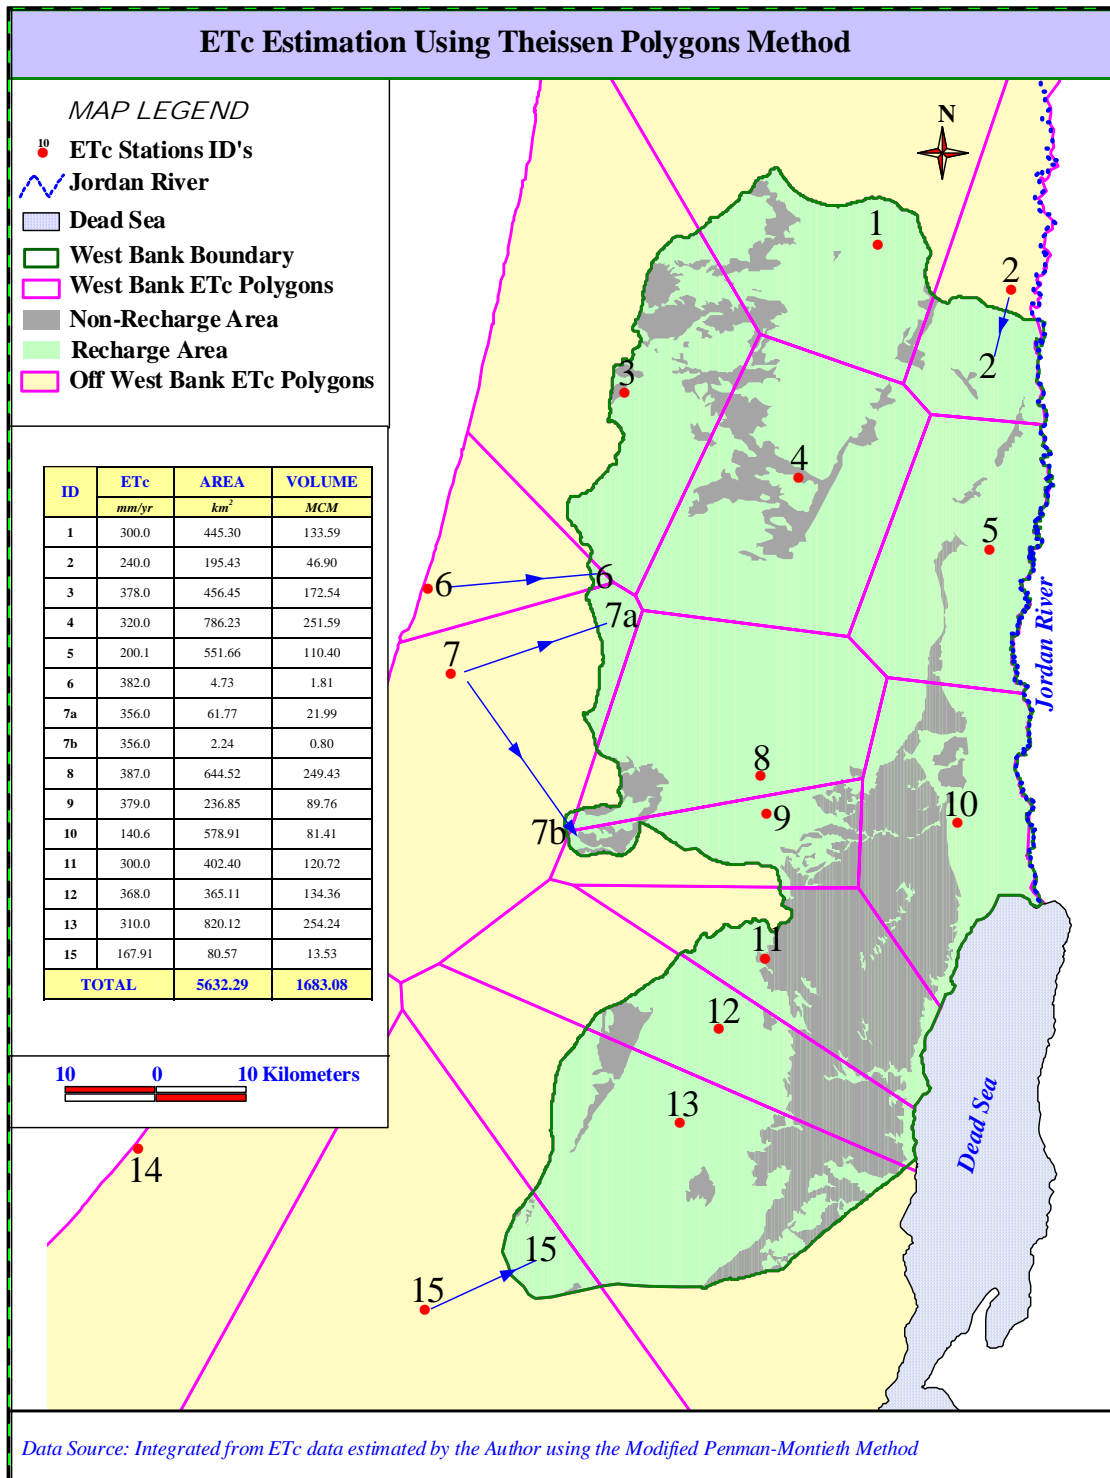 ETc Estimation Using Theissen Polygons Method
MAP LEGEND
10
ETc Stations ID's
Jordan River
Dead Sea
West Bank Boundary
West Bank ETc Polygons
Non-Recharge Area
Recharge Area
Off West Bank ETc Polygons
ID ETc AREA VOLUME
mm/yr km² MCM
1 300.0 445.30 133.59
2 240.0 195.43 46.90
3 378.0 456.45 172.54
4 320.0 786.23 251.59
5 200.1 551.66 110.40
6 382.0 4.73 1.81
7a 356.0 61.77 21.99
7b 356.0 2.24 0.80
8 387.0 644.52 249.43
9 379.0 236.85 89.76
10 140.6 578.91 81.41
11 300.0 402.40 120.72
12 368.0 365.11 134.36
13 310.0 820.12 254.24
15 167.91 80.57 13.53
TOTAL 5632.29 1683.08
10 0 10 Kilometers
N
1
2
2
3
4
5
6
6
7a
7
8
7b
9
10
11
12
13
14
15
15
Jordan River
Dead Sea
Data Source: Integrated from ETc data estimated by the Author using the Modified Penman-Montieth Method